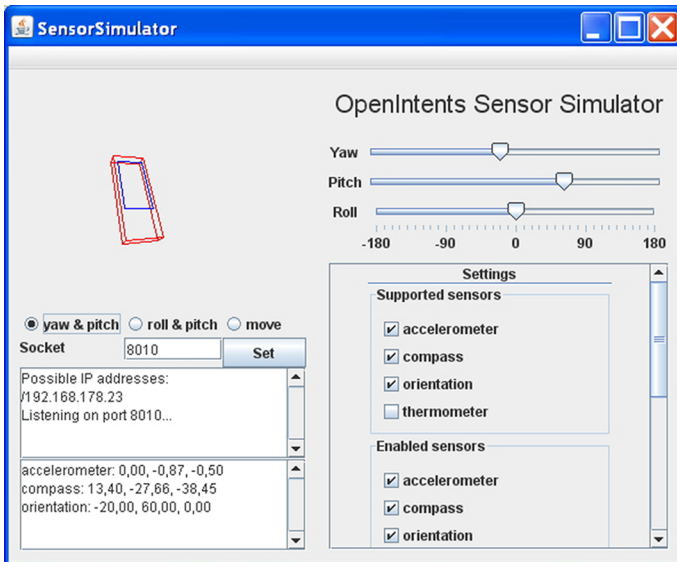 SensorSimulator
OpenIntents Sensor Simulator
Yaw
Pitch
Roll
-180 -90 0 90 180
yaw & pitch roll & pitch move
Socket 8010 Set
Possible IP addresses:
/192.168.178.23
Listening on port 8010...
accelerometer: 0,00, -0,87, -0,50
compass: 13,40, -27,66, -38,45
orientation: -20,00, 60,00, 0,00
Settings
Supported sensors
accelerometer
compass
orientation
thermometer
Enabled sensors
accelerometer
compass
orientation